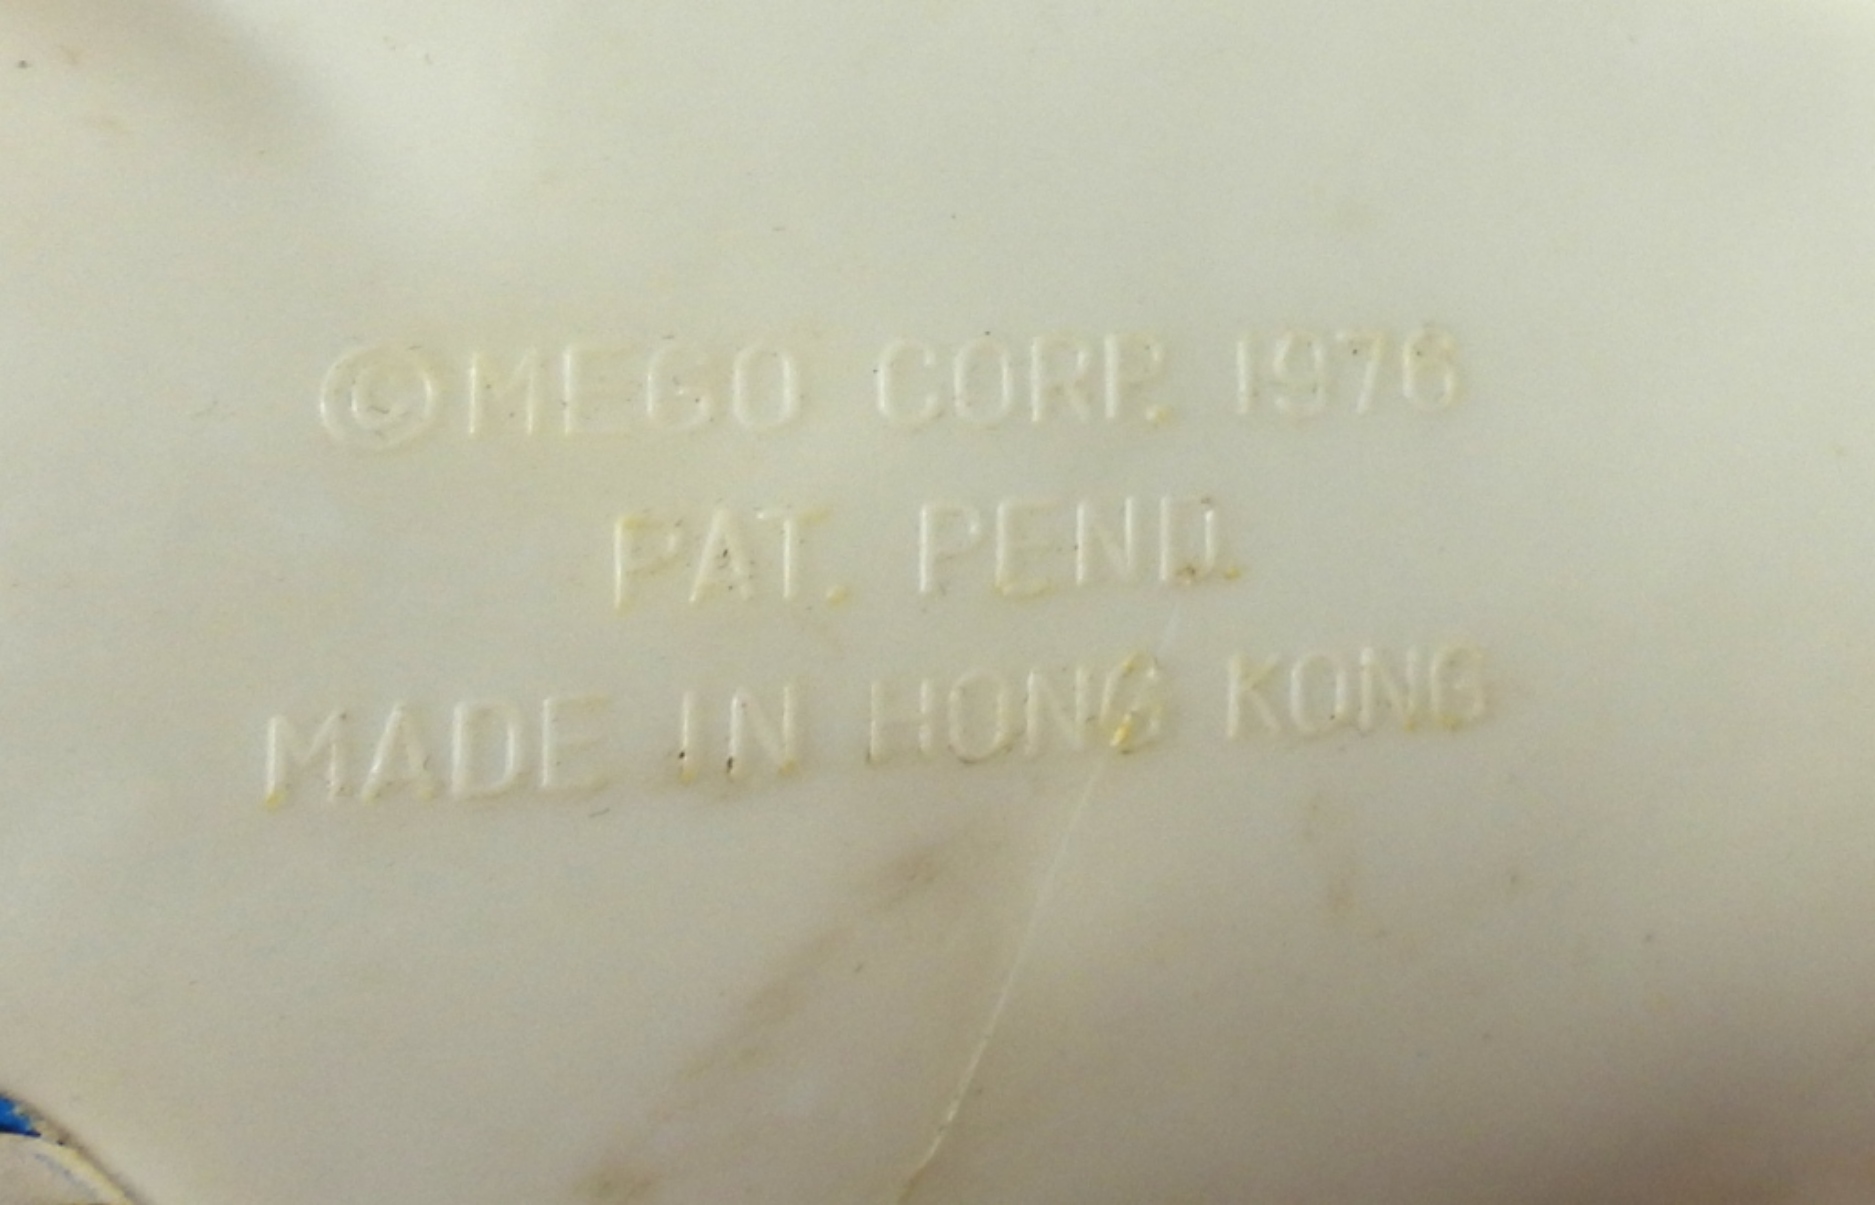 ©MEGO CORP. 1976
PAT. PEND.
MADE IN HONG KONG